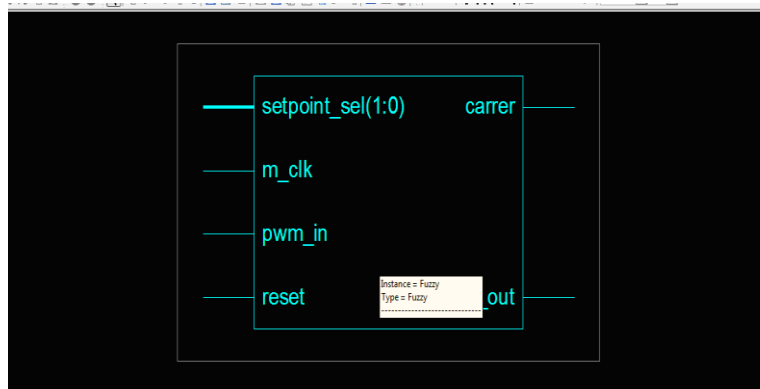 setpoint_sel(1:0) carrer
m_clk
pwm_in
Instance = Fuzzy
reset Type = Fuzzy _out